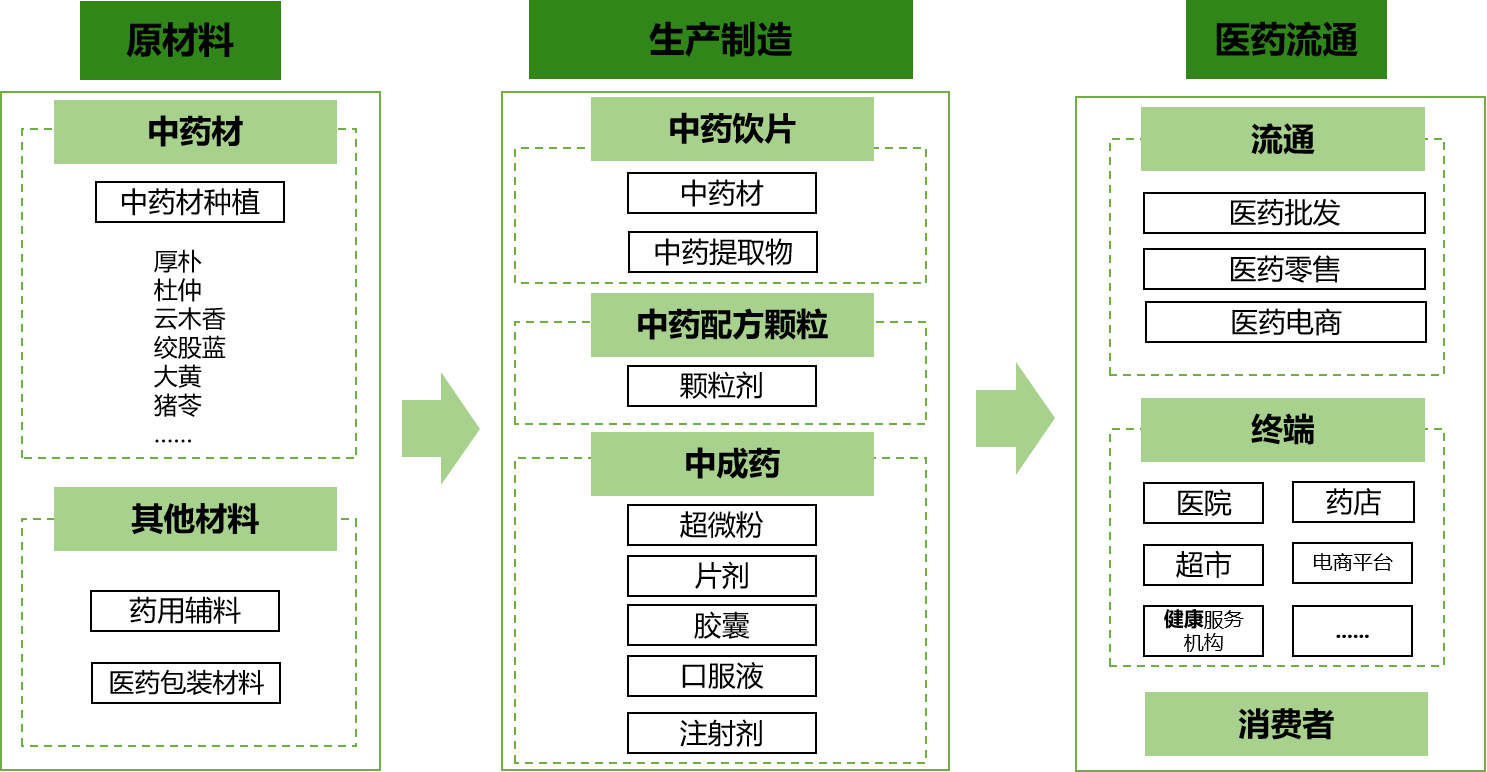 原材料
中药材
中药材种植
厚朴
杜仲
云木香
绞股蓝
大黄
猪苓
......
其他材料
药用辅料
医药包装材料
生产制造
中药饮片
中药材
中药提取物
中药配方颗粒
颗粒剂
中成药
超微粉
片剂
胶囊
口服液
注射剂
医药流通
流通
医药批发
医药零售
医药电商
终端
医院
药店
超市
电商平台
健康服务
机构
......
消费者